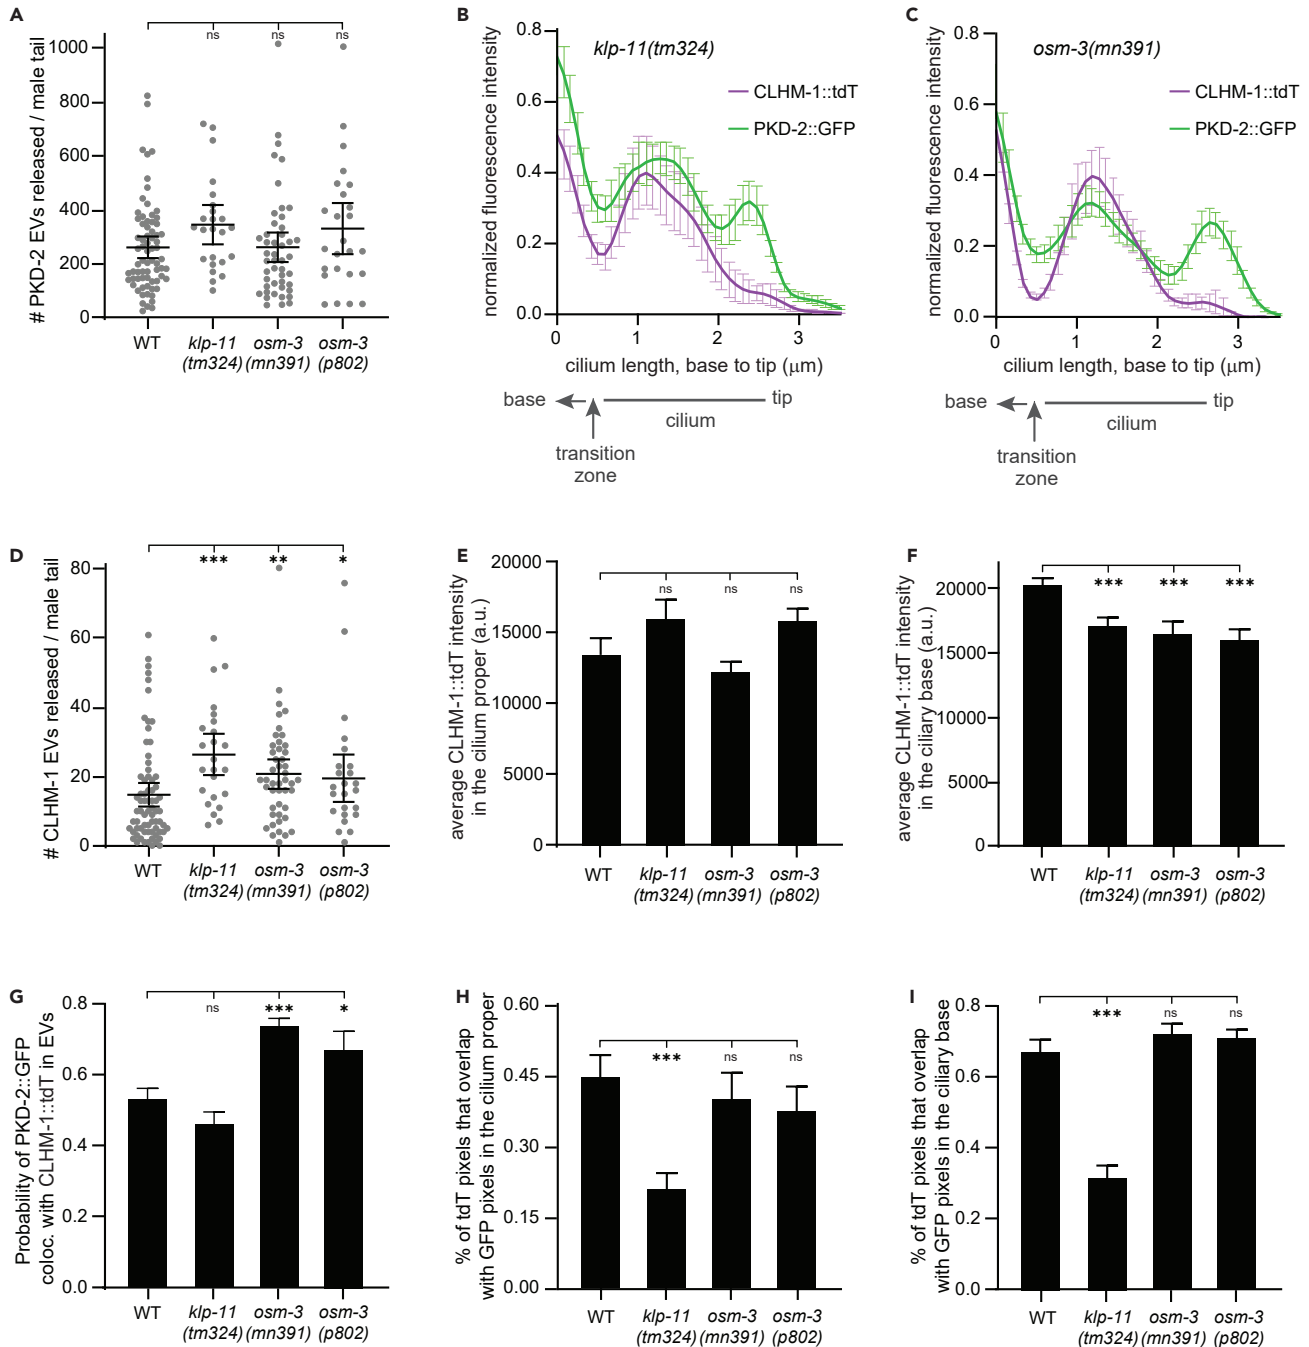 A
# PKD-2 EVs released / male tail
1000
800
600
400
200
0
ns
ns
ns
WT
klp-11
(tm324)
osm-3
(mn391)
osm-3
(p802)
B
klp-11(tm324)
normalized fluorescence intensity
0.8
0.6
0.4
0.2
0.0
CLHM-1::tdT
PKD-2::GFP
0
1
2
3
cilium length, base to tip (μm)
base
tip
cilium
transition
zone
C
osm-3(mn391)
normalized fluorescence intensity
0.8
0.6
0.4
0.2
0.0
CLHM-1::tdT
PKD-2::GFP
0
1
2
3
cilium length, base to tip (μm)
base
tip
cilium
transition
zone
D
# CLHM-1 EVs released / male tail
80
60
40
20
0
***
**
*
WT
klp-11
(tm324)
osm-3
(mn391)
osm-3
(p802)
E
average CLHM-1::tdT intensity
in the cilium proper (a.u.)
20000
15000
10000
5000
0
ns
ns
ns
WT
klp-11
(tm324)
osm-3
(mn391)
osm-3
(p802)
F
average CLHM-1::tdT intensity
in the ciliary base (a.u.)
20000
15000
10000
5000
0
***
***
***
WT
klp-11
(tm324)
osm-3
(mn391)
osm-3
(p802)
G
Probability of PKD-2::GFP
coloc. with CLHM-1::tdT in EVs
0.8
0.6
0.4
0.2
0.0
ns
***
*
WT
klp-11
(tm324)
osm-3
(mn391)
osm-3
(p802)
H
% of tdT pixels that overlap
with GFP pixels in the cilium proper
0.60
0.45
0.30
0.15
0.00
***
ns
ns
WT
klp-11
(tm324)
osm-3
(mn391)
osm-3
(p802)
I
% of tdT pixels that overlap
with GFP pixels in the ciliary base
0.8
0.6
0.4
0.2
0.0
***
ns
ns
WT
klp-11
(tm324)
osm-3
(mn391)
osm-3
(p802)